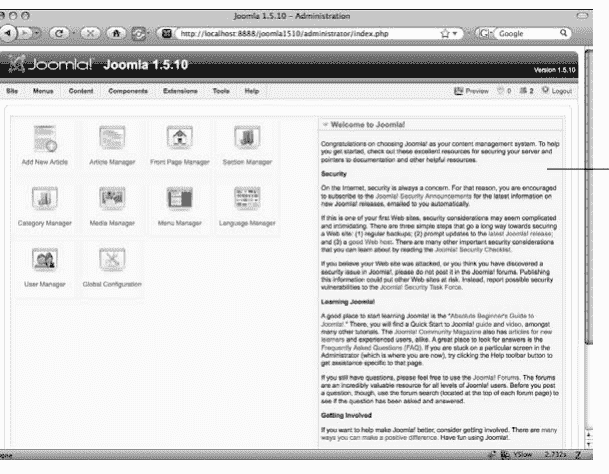 Joomla 1.5.10 – Administration
http://localhost:8888/joomla1510/administrator/index.php
Google
Joomla! Joomla 1.5.10
Version 1.5.10
Site Menus Content Components Extensions Tools Help
Preview 0 2 Logout
Add New Article Article Manager Front Page Manager Section Manager
Category Manager Media Manager Menu Manager Language Manager
User Manager Global Configuration
Welcome to Joomla!
Congratulations on choosing Joomla! as your content management system. To help
you get started, check out these excellent resources for securing your server and
pointers to documentation and other helpful resources.
Security
On the Internet, security is always a concern. For that reason, you are encouraged
to subscribe to the Joomla! Security Announcements for the latest information on
new Joomla! releases, emailed to you automatically.
If this is one of your first Web sites, security considerations may seem complicated
and intimidating. There are three simple steps that go a long way towards securing
a Web site: (1) regular backups; (2) prompt updates to the latest Joomla! release;
and (3) a good Web host. There are many other important security considerations
that you can learn about by reading the Joomla! Security Checklist.
If you believe your Web site was attacked, or you think you have discovered a
security issue in Joomla!, please do not post it in the Joomla! forums. Publishing
this information could put other Web sites at risk. Instead, report possible security
vulnerabilities to the Joomla! Security Task Force.
Learning Joomla!
A good place to start learning Joomla! is the "Absolute Beginner's Guide to
Joomla!." There, you will find a Quick Start to Joomla! guide and video, amongst
many other tutorials. The Joomla! Community Magazine also has articles for new
learners and experienced users, alike. A great place to look for answers is the
Frequently Asked Questions (FAQ). If you are stuck on a particular screen in the
Administrator (which is where you are now), try clicking the Help toolbar button to
get assistance specific to that page.
If you still have questions, please feel free to use the Joomla! Forums. The forums
are an incredibly valuable resource for all levels of Joomla! users. Before you post
a question, though, use the forum search (located at the top of each forum page) to
see if the question has been asked and answered.
Getting Involved
If you want to help make Joomla! better, consider getting involved. There are many
ways you can make a positive difference. Have fun using Joomla!.
YSlow 2.732s